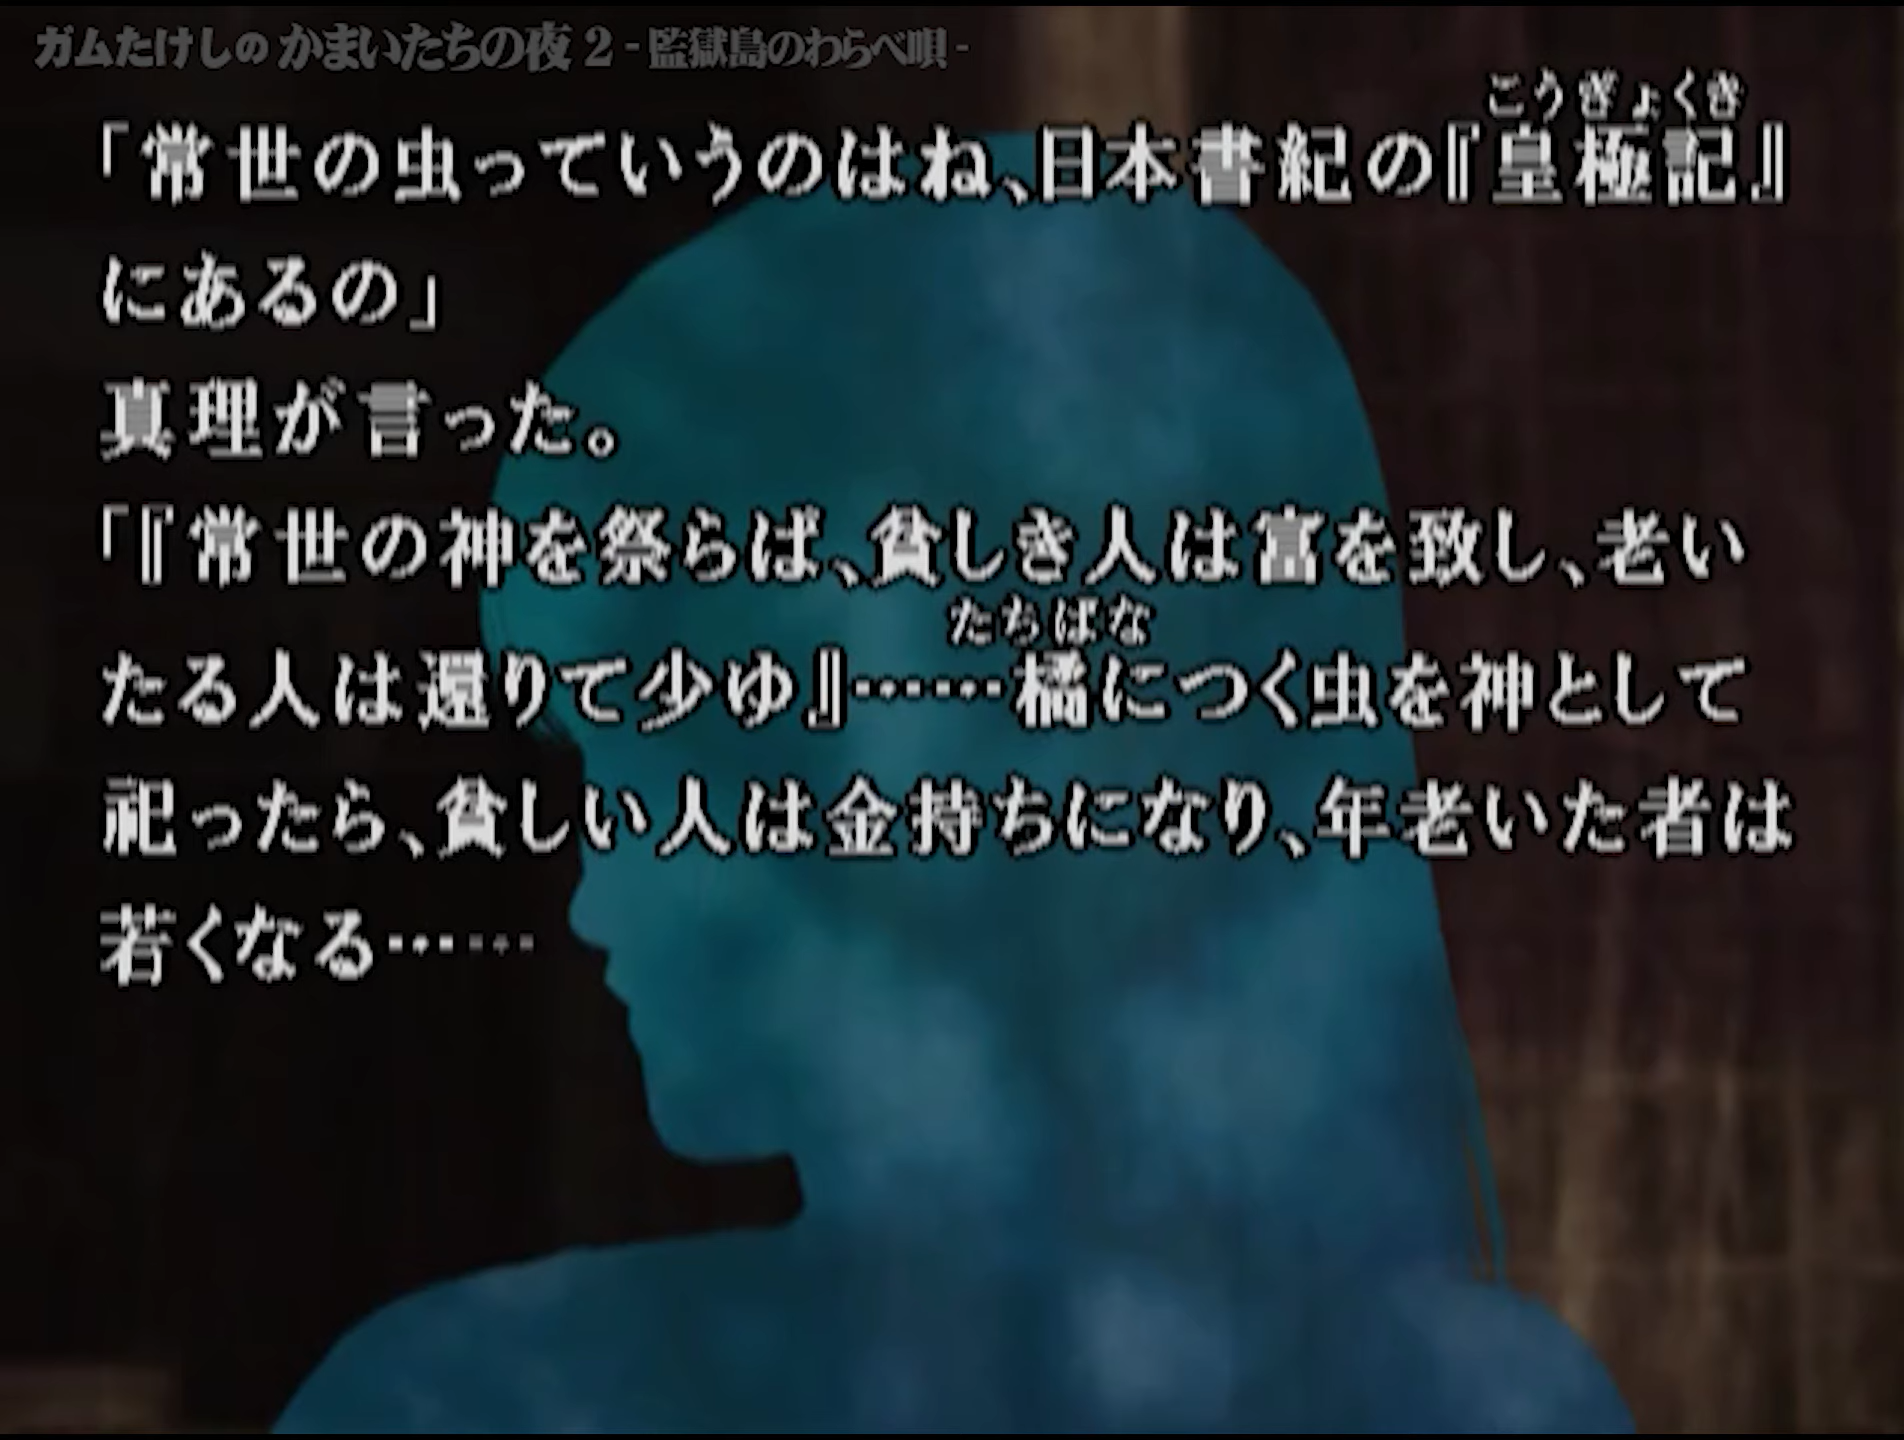 ガムたけしの かまいたちの夜 2 - 監獄島のわらべ唄 -
こうぎょくき
「常世の虫っていうのはね、日本書紀の『皇極記』
にあるの」
真理が言った。
「『常世の神を祭らば、貧しき人は富を致し、老い
たちばな
たる人は還りて少ゆ』……橘につく虫を神として
祀ったら、貧しい人は金持ちになり、年老いた者は
若くなる……